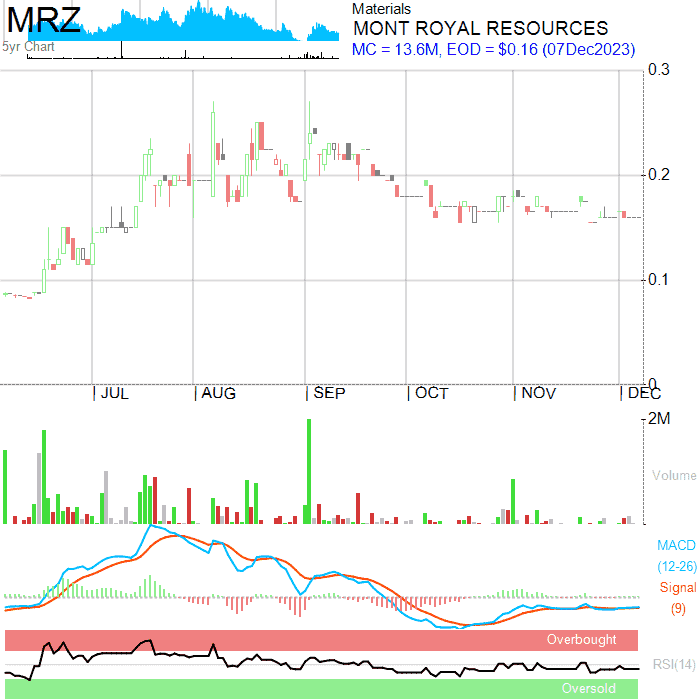 MRZ
5yr Chart
Materials
MONT ROYAL RESOURCES
MC = 13.6M, EOD = $0.16 (07Dec2023)
0.3
0.2
0.1
0
JUL AUG SEP OCT NOV DEC
2M
Volume
MACD
(12-26)
Signal
(9)
Overbought
RSI(14)
Oversold